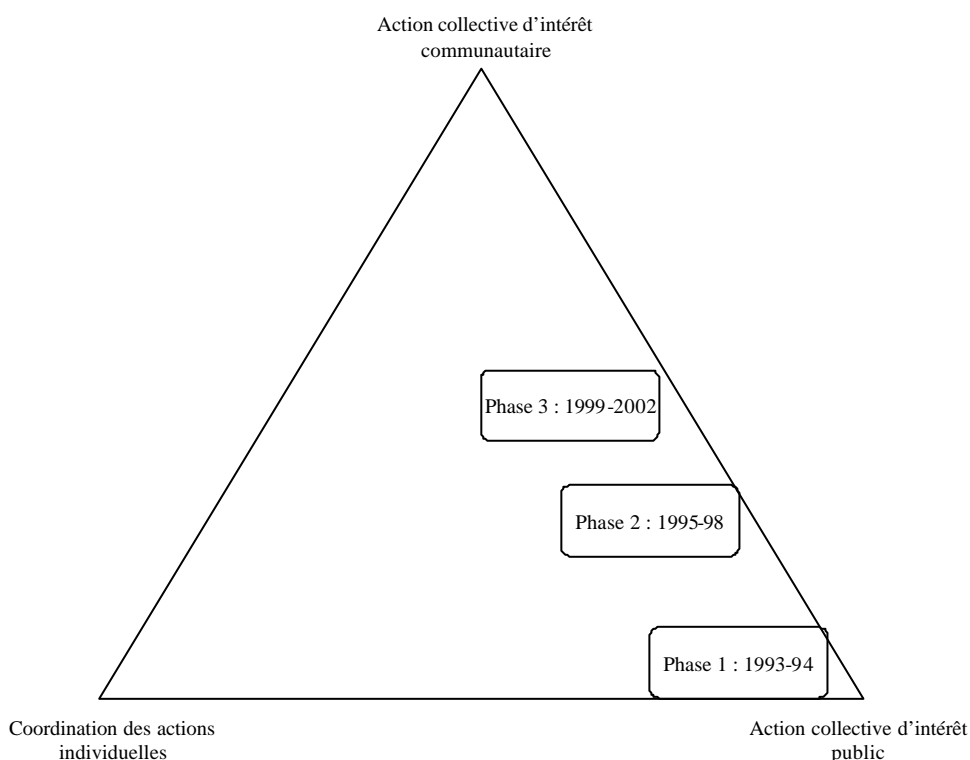 Action collective d’intérêt
communautaire
Phase 3 : 1999-2002
Phase 2 : 1995-98
Phase 1 : 1993-94
Coordination des actions
individuelles
Action collective d’intérêt
public